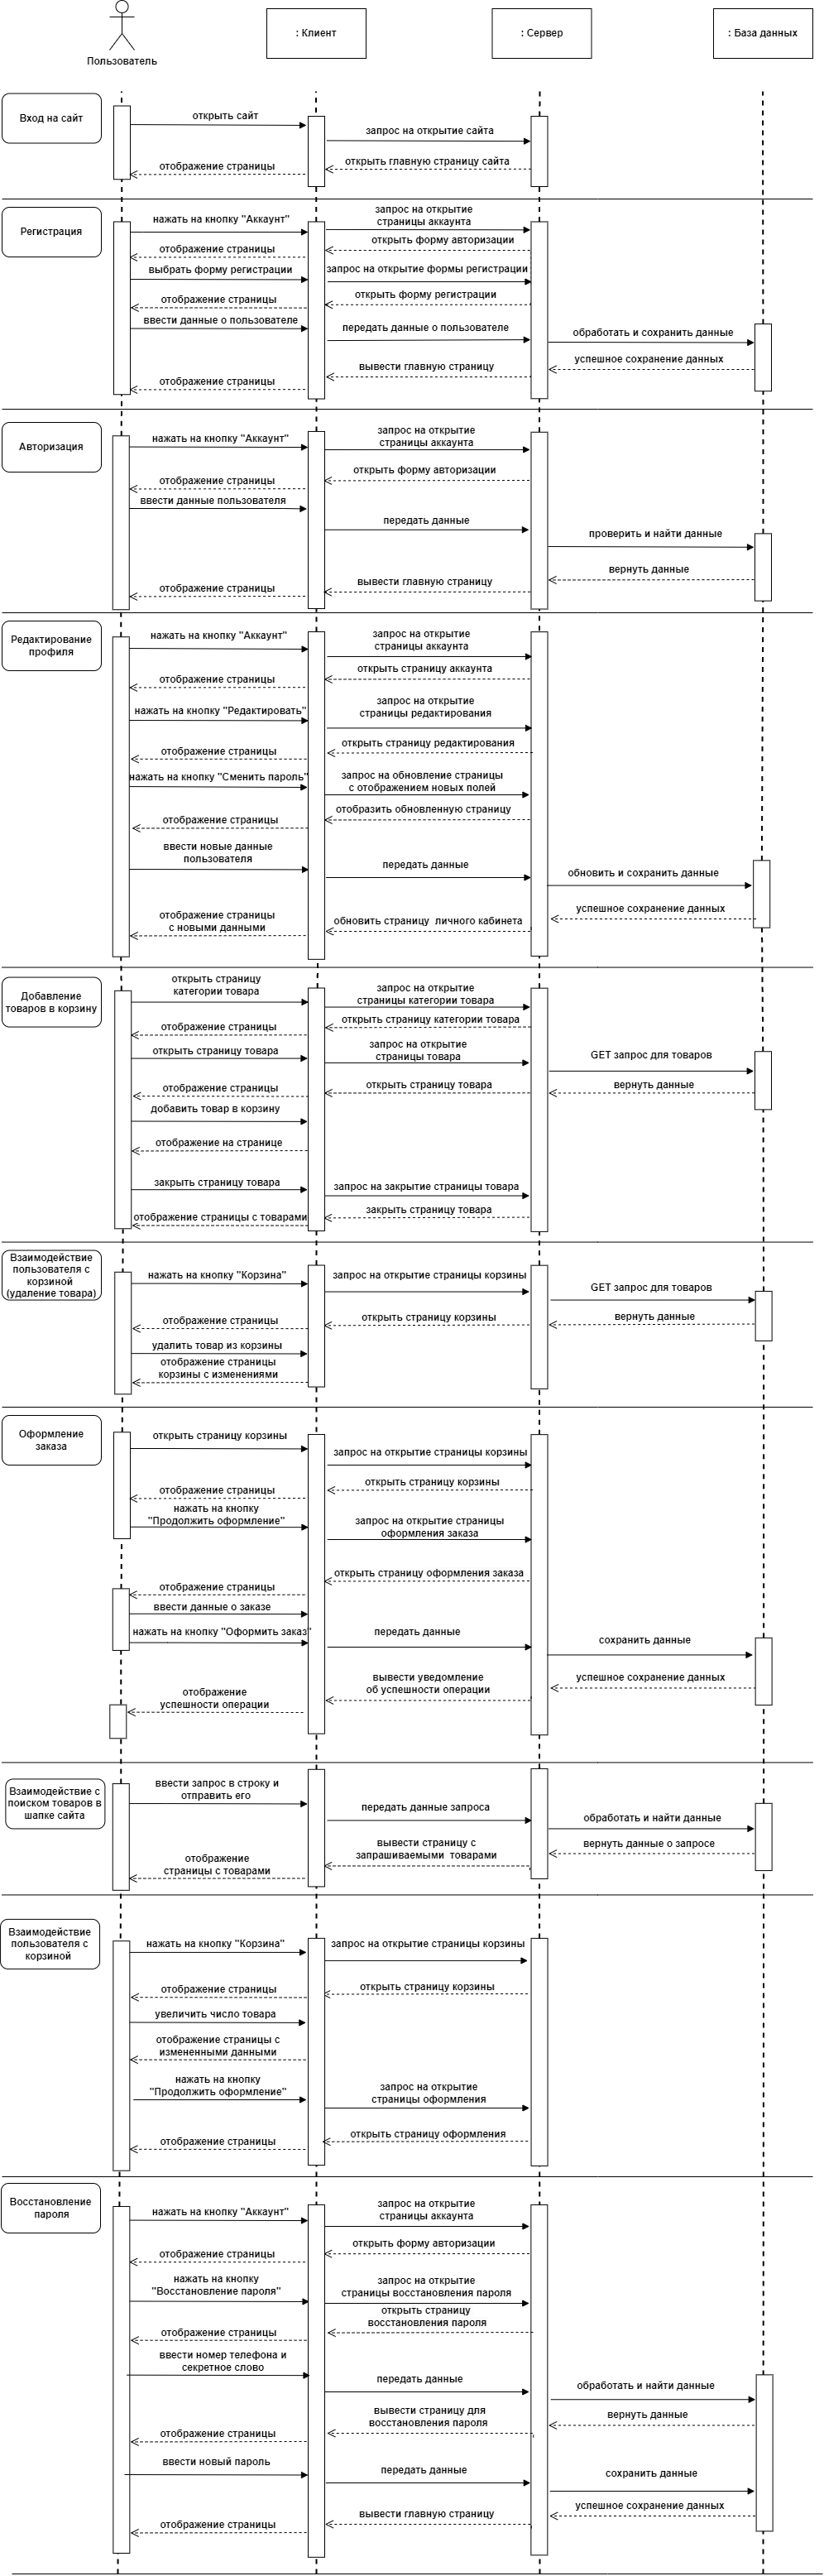 Пользователь
: Клиент
: Сервер
: База данных
Вход на сайт
открыть сайт
запрос на открытие сайта
открыть главную страницу сайта
отображение страницы
Регистрация
нажать на кнопку "Аккаунт"
запрос на открытие
страницы аккаунта
открыть форму авторизации
отображение страницы
выбрать форму регистрации
запрос на открытие формы регистрации
открыть форму регистрации
отображение страницы
ввести данные о пользователе
передать данные о пользователе
обработать и сохранить данные
успешное сохранение данных
вывести главную страницу
отображение страницы
Авторизация
нажать на кнопку "Аккаунт"
запрос на открытие
страницы аккаунта
открыть форму авторизации
отображение страницы
ввести данные пользователя
передать данные
проверить и найти данные
вернуть данные
вывести главную страницу
отображение страницы
Редактирование
профиля
нажать на кнопку "Аккаунт"
запрос на открытие
страницы аккаунта
открыть страницу аккаунта
отображение страницы
нажать на кнопку "Редактировать"
запрос на открытие
страницы редактирования
открыть страницу редактирования
отображение страницы
нажать на кнопку "Сменить пароль"
запрос на обновление страницы
с отображением новых полей
отобразить обновленную страницу
отображение страницы
ввести новые данные
пользователя
передать данные
обновить и сохранить данные
успешное сохранение данных
обновить страницу  личного кабинета
отображение страницы
с новыми данными
Добавление
товаров в корзину
открыть страницу
категории товара
запрос на открытие
страницы категории товара
открыть страницу категории товара
отображение страницы
открыть страницу товара
запрос на открытие
страницы товара
GET запрос для товаров
вернуть данные
открыть страницу товара
отображение страницы
добавить товар в корзину
отображение на странице
закрыть страницу товара
запрос на закрытие страницы товара
закрыть страницу товара
отображение страницы с товарами
Взаимодействие
пользователя с
корзиной
(удаление товара)
нажать на кнопку "Корзина"
запрос на открытие страницы корзины
GET запрос для товаров
вернуть данные
открыть страницу корзины
отображение страницы
удалить товар из корзины
отображение страницы
корзины с изменениями
Оформление
заказа
открыть страницу корзины
запрос на открытие страницы корзины
открыть страницу корзины
отображение страницы
нажать на кнопку
"Продолжить оформление"
запрос на открытие страницы
оформления заказа
открыть страницу оформления заказа
отображение страницы
ввести данные о заказе
нажать на кнопку "Оформить заказ"
передать данные
сохранить данные
успешное сохранение данных
вывести уведомление
об успешности операции
отображение
успешности операции
Взаимодействие с
поиском товаров в
шапке сайта
ввести запрос в строку и
отправить его
передать данные запроса
обработать и найти данные
вернуть данные о запросе
вывести страницу с
запрашиваемыми  товарами
отображение
страницы с товарами
Взаимодействие
пользователя с
корзиной
нажать на кнопку "Корзина"
запрос на открытие страницы корзины
открыть страницу корзины
отображение страницы
увеличить число товара
отображение страницы с
измененными данными
нажать на кнопку
"Продолжить оформление"
запрос на открытие
страницы оформления
открыть страницу оформления
отображение страницы
Восстановление
пароля
нажать на кнопку "Аккаунт"
запрос на открытие
страницы аккаунта
открыть форму авторизации
отображение страницы
нажать на кнопку
"Восстановление пароля"
запрос на открытие
страницы восстановления пароля
открыть страницу
восстановления пароля
отображение страницы
ввести номер телефона и
секретное слово
передать данные
обработать и найти данные
вернуть данные
вывести страницу для
восстановления пароля
отображение страницы
ввести новый пароль
передать данные
сохранить данные
успешное сохранение данных
вывести главную страницу
отображение страницы